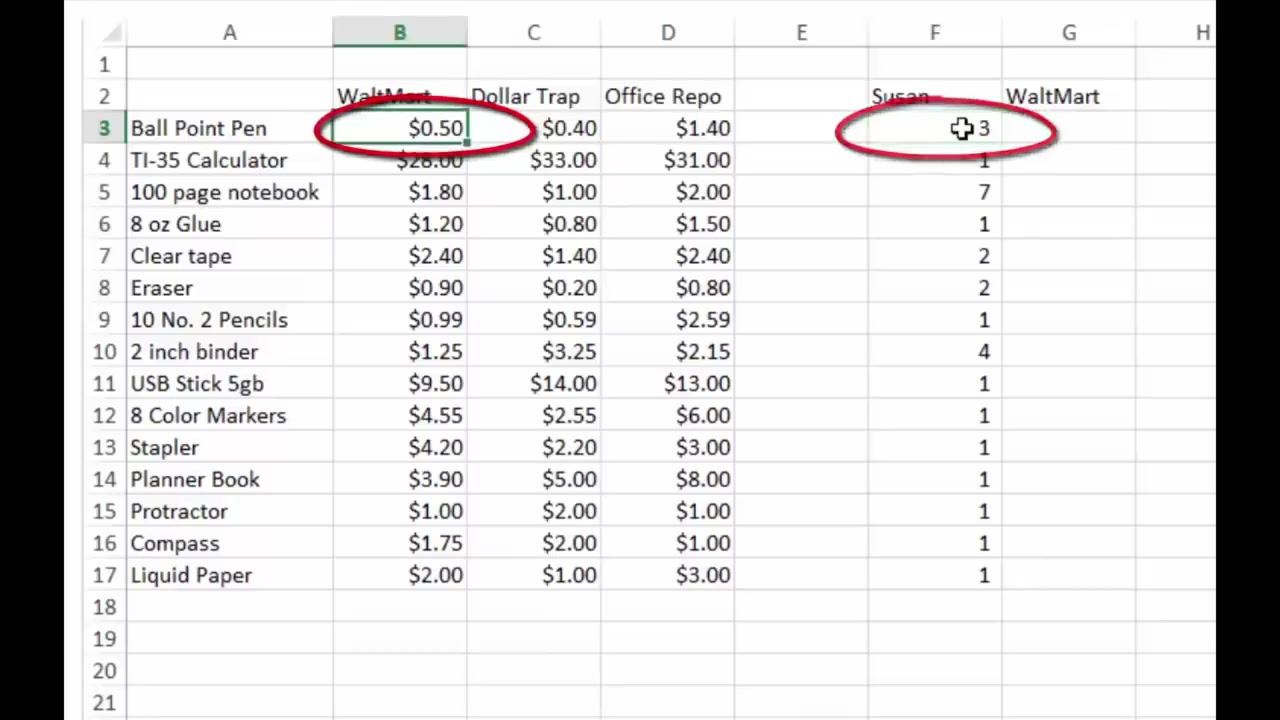 A B C D E F G H
1
2 WaltMart Dollar Trap Office Repo Susan WaltMart
3 Ball Point Pen $0.50 $0.40 $1.40 3
4 TI-35 Calculator $28.00 $33.00 $31.00 1
5 100 page notebook $1.80 $1.00 $2.00 7
6 8 oz Glue $1.20 $0.80 $1.50 1
7 Clear tape $2.40 $1.40 $2.40 2
8 Eraser $0.90 $0.20 $0.80 2
9 10 No. 2 Pencils $0.99 $0.59 $2.59 1
10 2 inch binder $1.25 $3.25 $2.15 4
11 USB Stick 5gb $9.50 $14.00 $13.00 1
12 8 Color Markers $4.55 $2.55 $6.00 1
13 Stapler $4.20 $2.20 $3.00 1
14 Planner Book $3.90 $5.00 $8.00 1
15 Protractor $1.00 $2.00 $1.00 1
16 Compass $1.75 $2.00 $1.00 1
17 Liquid Paper $2.00 $1.00 $3.00 1
18
19
20
21